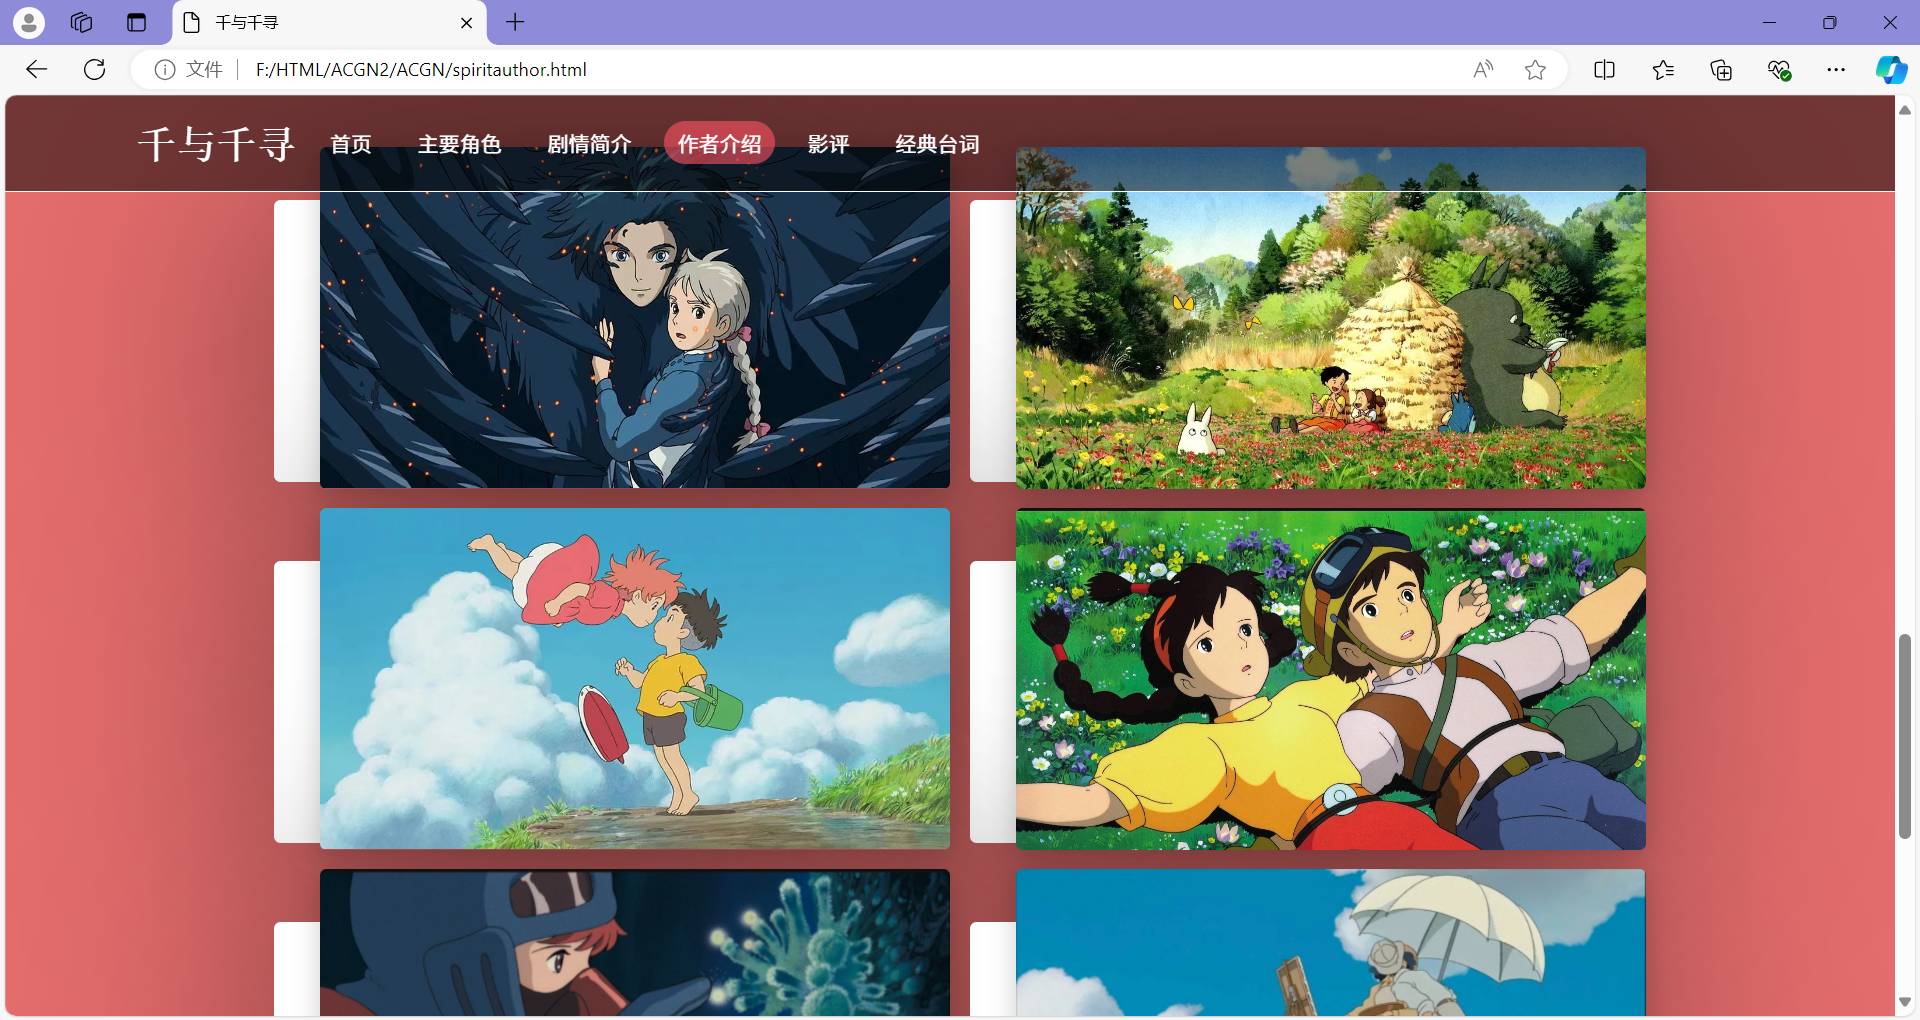 千与千寻
文件
F:/HTML/ACGN2/ACGN/spiritauthor.html
千与千寻 首页 主要角色 剧情简介 作者介绍 影评 经典台词